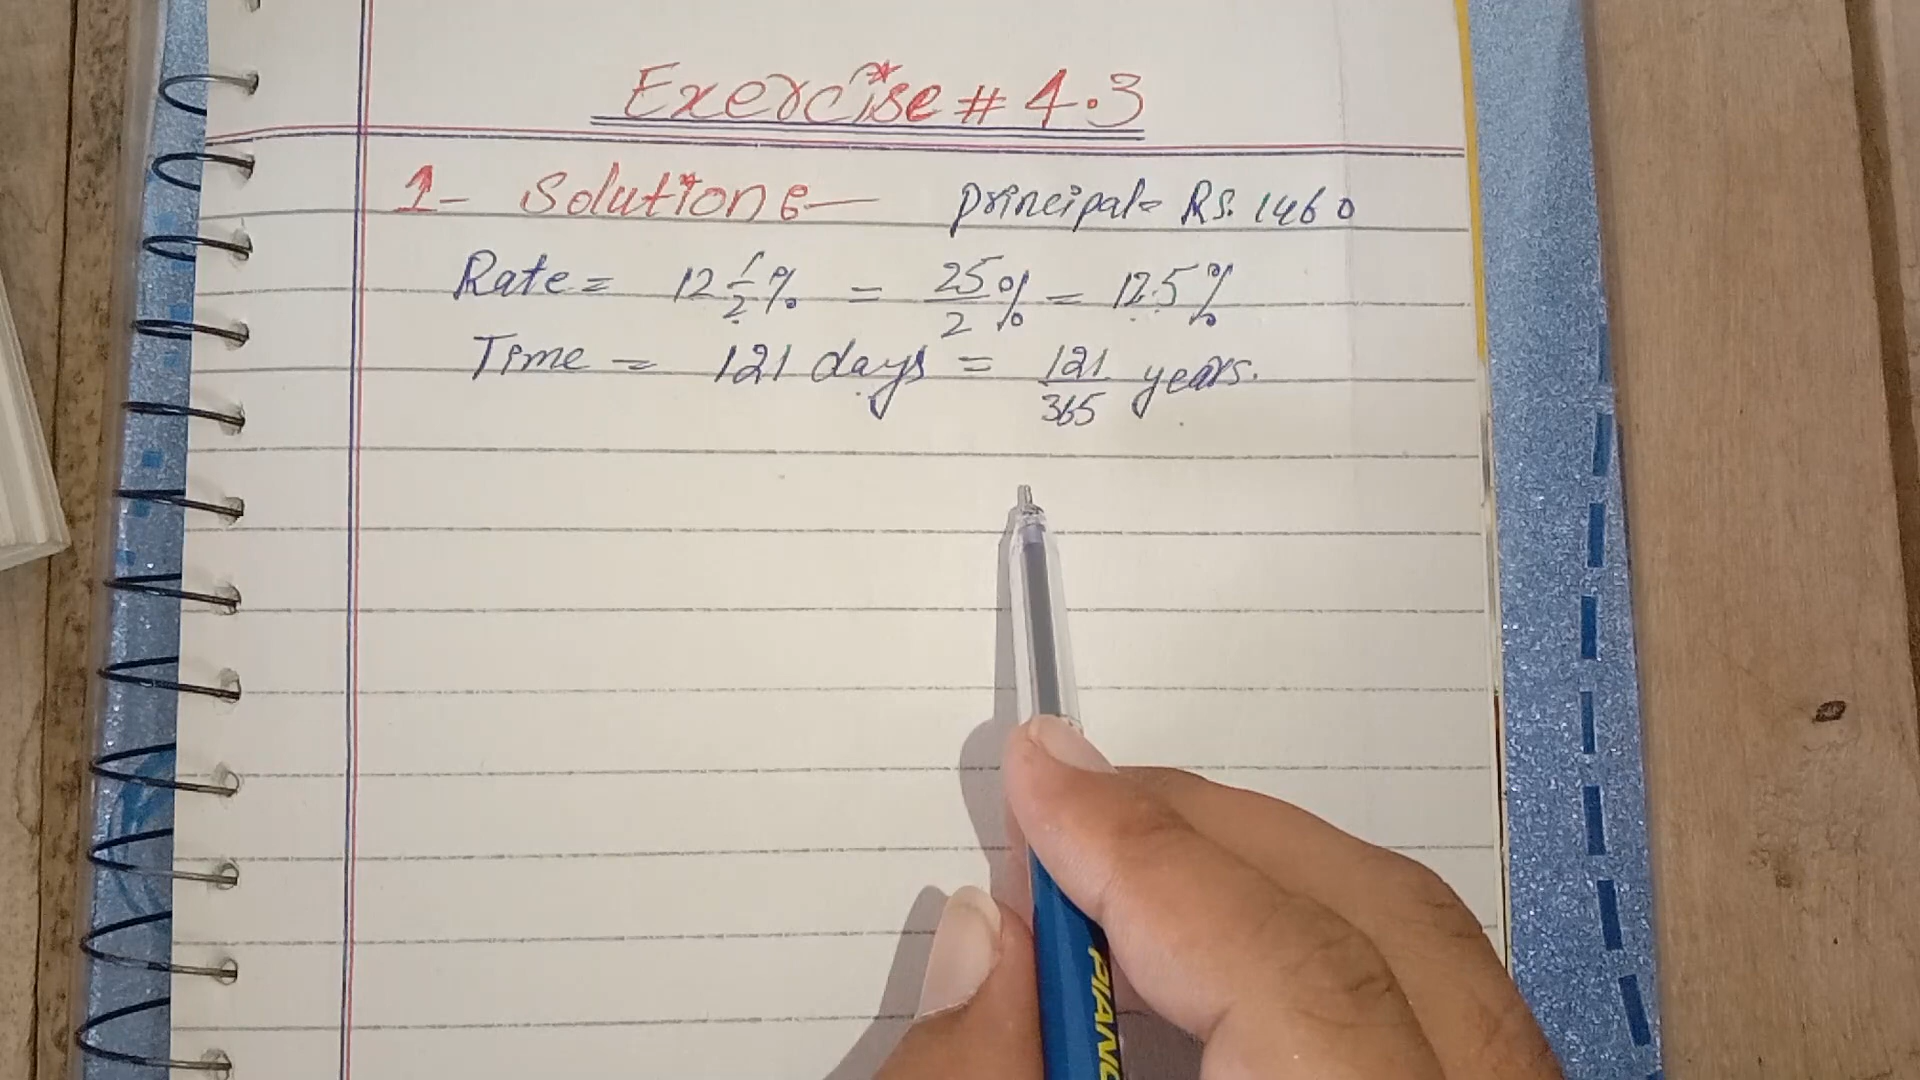 Exercise # 4.3
1- Solution:— principal= Rs. 1460
Rate = 12 1/2 % = 25/2 % = 12.5%
Time = 121 days = 121/365 years.
PIANO